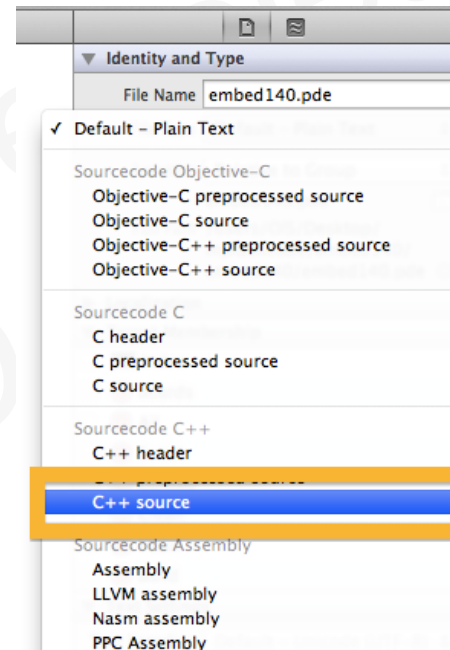 Identity and Type
File Name embed140.pde
✓ Default – Plain Text
Sourcecode Objective-C
Objective-C preprocessed source
Objective-C source
Objective-C++ preprocessed source
Objective-C++ source
Sourcecode C
C header
C preprocessed source
C source
Sourcecode C++
C++ header
C++ preprocessed source
C++ source
Sourcecode Assembly
Assembly
LLVM assembly
Nasm assembly
PPC Assembly